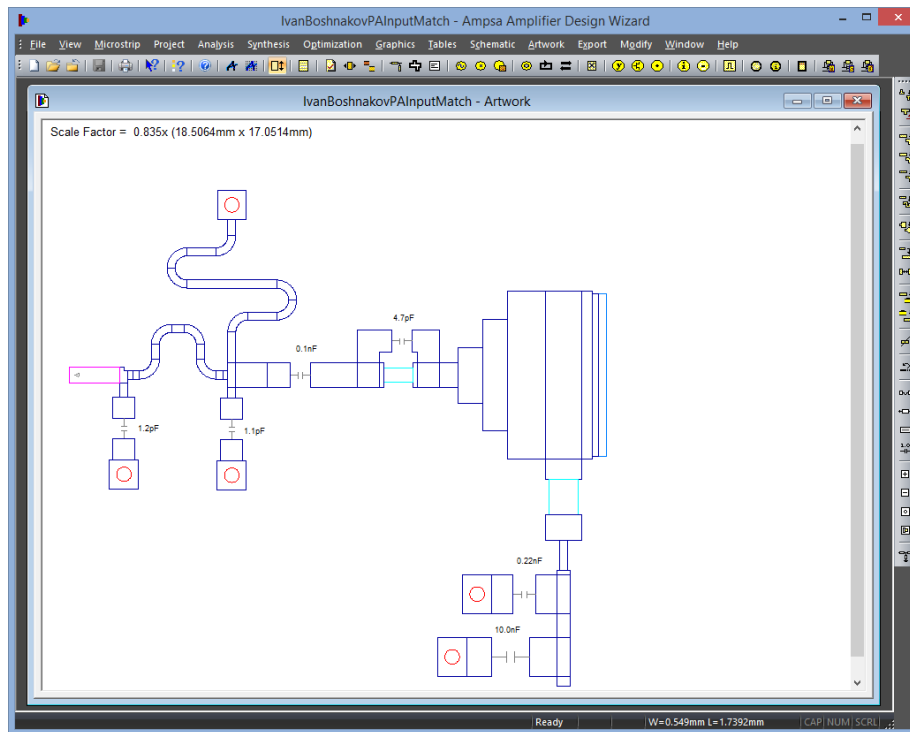 IvanBoshnakovPAInputMatch - Ampsa Amplifier Design Wizard
File View Microstrip Project Analysis Synthesis Optimization Graphics Tables Schematic Artwork Export Modify Window Help
IvanBoshnakovPAInputMatch - Artwork
Scale Factor = 0.835x (18.5064mm x 17.0514mm)
4.7pF
0.1nF
1.2pF
1.1pF
0.22nF
10.0nF
Ready W=0.549mm L=1.7392mm CAP NUM SCRL